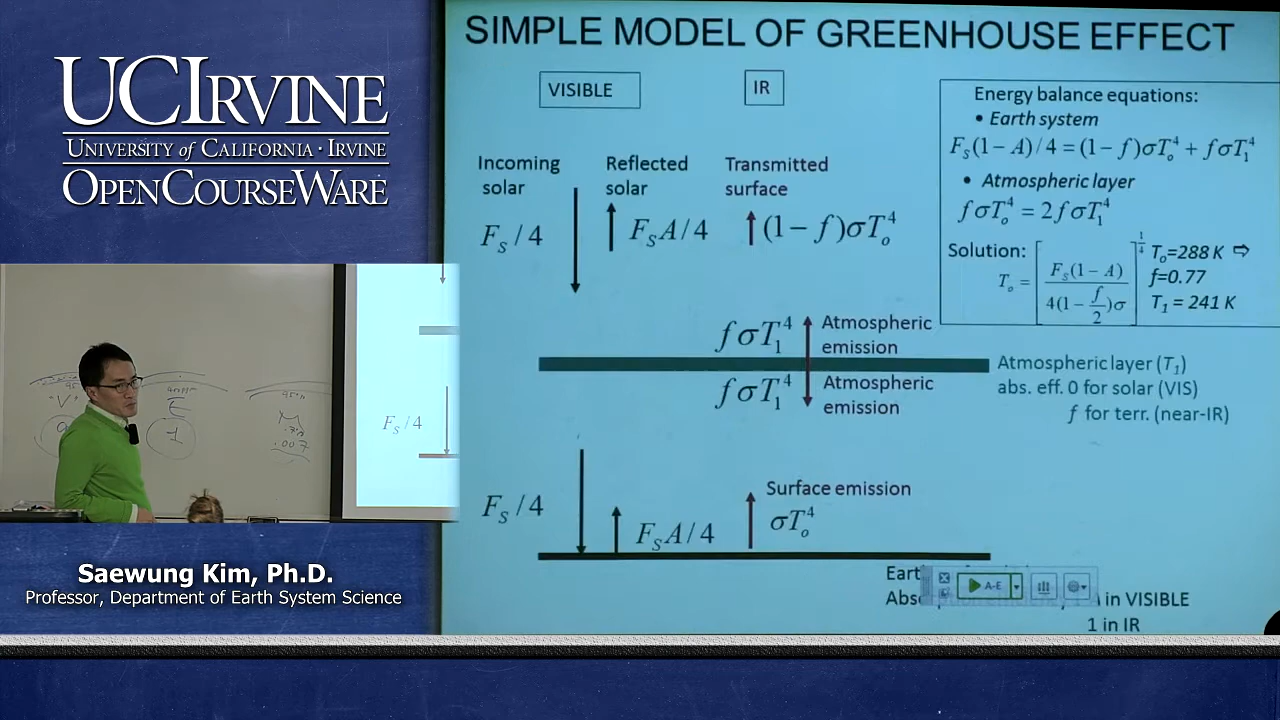 UCIRVINE
UNIVERSITY of CALIFORNIA · IRVINE
OPENCOURSEWARE
SIMPLE MODEL OF GREENHOUSE EFFECT
VISIBLE
IR
Incoming solar
F_S / 4
Reflected solar
F_S A / 4
Transmitted surface
(1 − f)σT_o^4
Energy balance equations:
• Earth system
F_S(1 − A) / 4 = (1 − f)σT_o^4 + fσT_1^4
• Atmospheric layer
fσT_o^4 = 2fσT_1^4
Solution:
T_o = [F_S(1 − A) / 4(1 − f/2)σ]^{1/4}
T_o=288 K ⇨
f=0.77
T_1 = 241 K
fσT_1^4
Atmospheric emission
fσT_1^4
Atmospheric emission
Atmospheric layer (T_1)
abs. eff. 0 for solar (VIS)
f for terr. (near-IR)
F_S / 4
F_S A / 4
Surface emission
σT_o^4
A-E
in VISIBLE
1 in IR
F_S / 4
"V"
E
M
1
Saewung Kim, Ph.D.
Professor, Department of Earth System Science